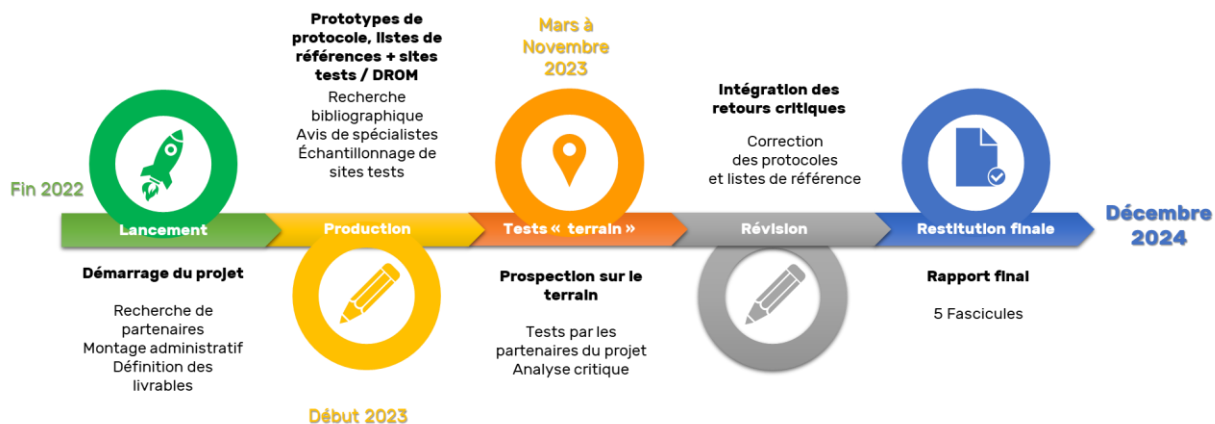 Fin 2022
Lancement
Démarrage du projet
Recherche de
partenaires
Montage administratif
Définition des
livrables
Prototypes de
protocole, listes de
références + sites
tests / DROM
Recherche
bibliographique
Avis de spécialistes
Échantillonnage de
sites tests
Production
Début 2023
Mars à
Novembre
2023
Tests « terrain »
Prospection sur le
terrain
Tests par les
partenaires du projet
Analyse critique
Intégration des
retours critiques
Correction
des protocoles
et listes de référence
Révision
Restitution finale
Rapport final
5 Fascicules
Décembre
2024